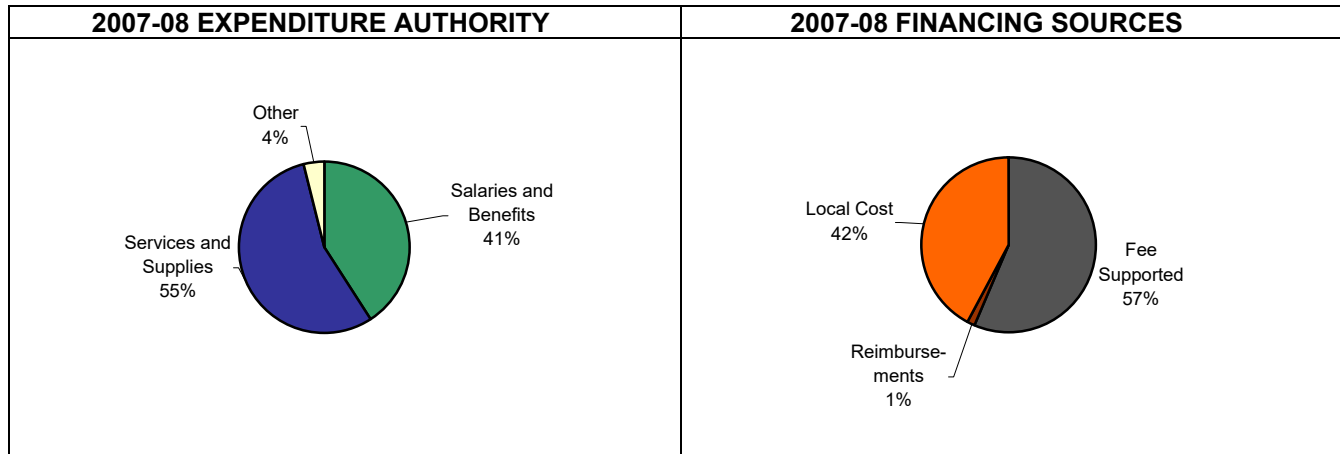 2007-08 EXPENDITURE AUTHORITY
2007-08 FINANCING SOURCES
Other
4%
Salaries and
Benefits
41%
Services and
Supplies
55%
Local Cost
42%
Fee
Supported
57%
Reimburse-
ments
1%